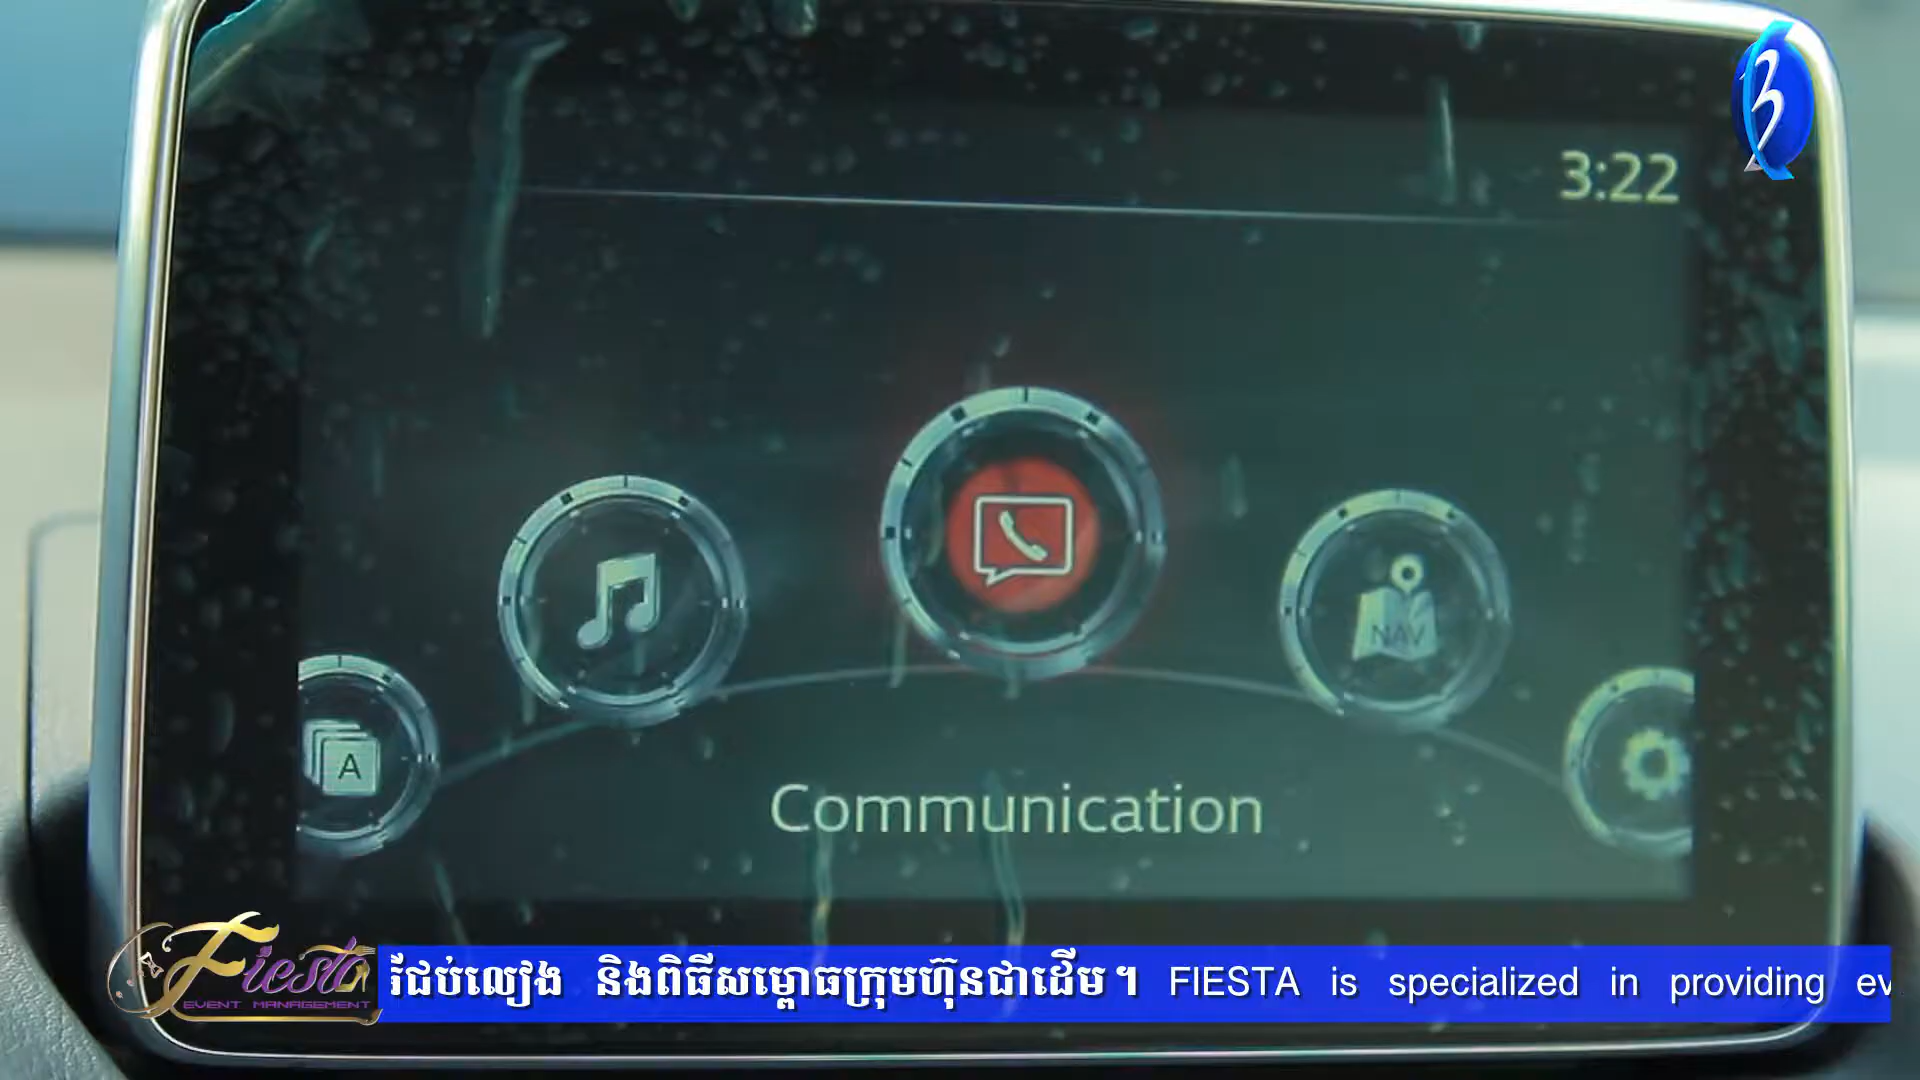 3:22
NAV
A
Communication
Fiesta
EVENT MANAGEMENT
ជែប់លៀង និងពិធីសម្ពោធក្រុមហ៊ុនជាដើម។ FIESTA is specialized in providing ev